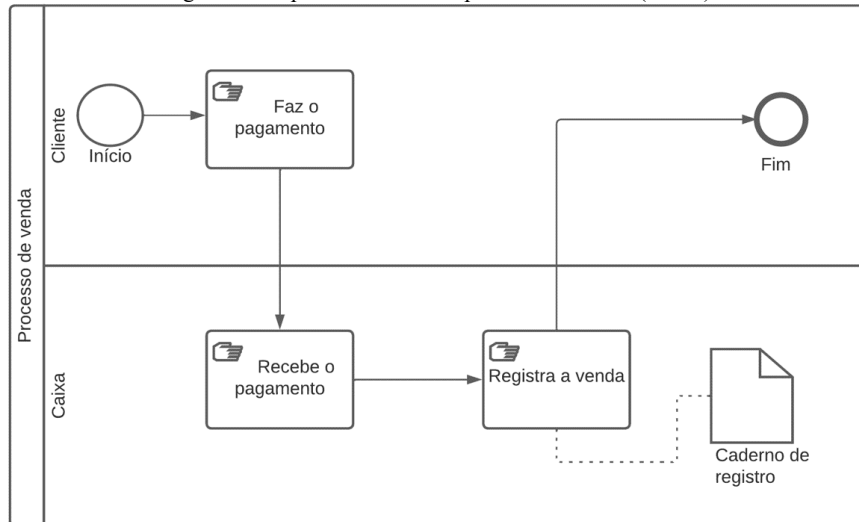 Processo de venda
Cliente
Início
Faz o
pagamento
Fim
Caixa
Recebe o
pagamento
Registra a venda
Caderno de
registro